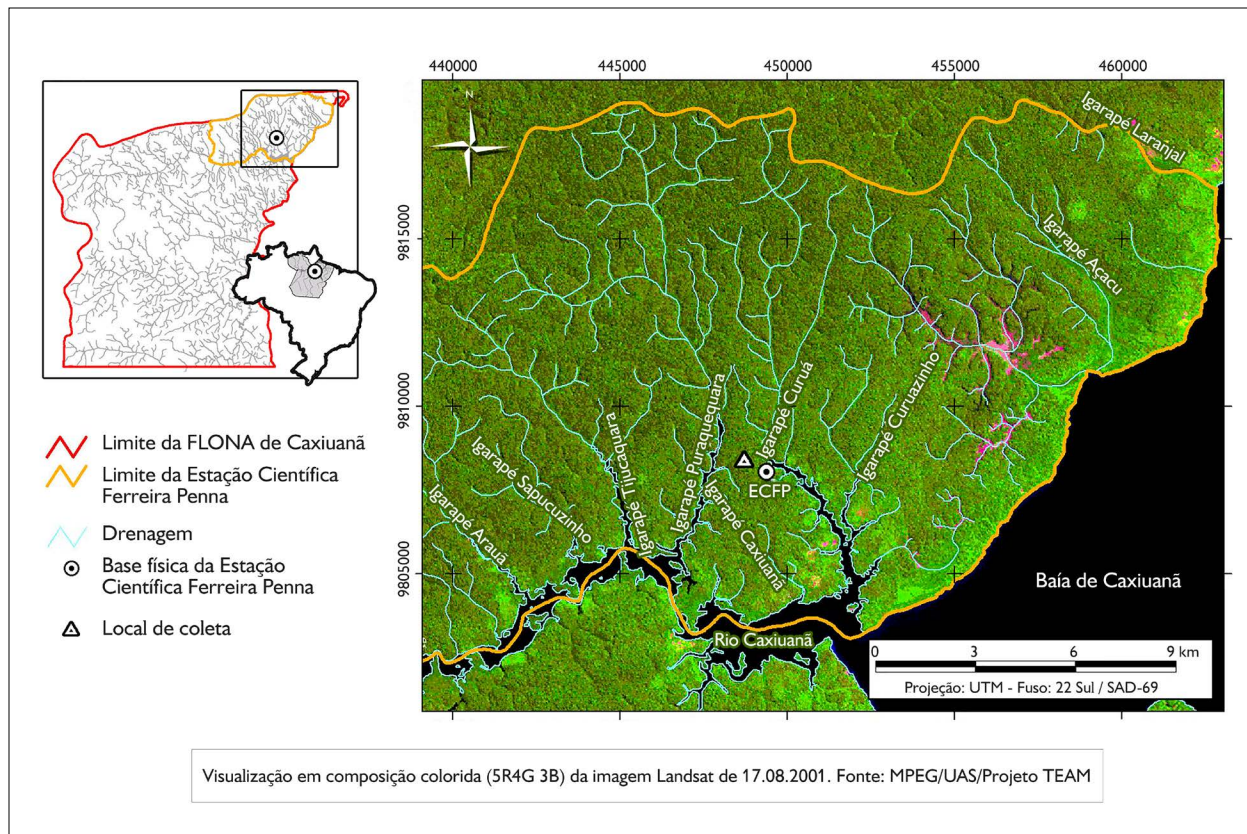 440000
445000
450000
455000
460000
N
9815000
9810000
9805000
Igarapé Laranjal
Igarapé Açacu
Igarapé Curuazinho
Igarapé Curuá
Igarapé Puraquequara
Igarapé Tijucaquara
Igarapé Sapucuzinho
Igarapé Arauã
Igarapé Caxiuanã
ECFP
Rio Caxiuanã
Baía de Caxiuanã
0 3 6 9 km
Projeção: UTM - Fuso: 22 Sul / SAD-69
Limite da FLONA de Caxiuanã
Limite da Estação Científica
Ferreira Penna
Drenagem
Base física da Estação
Científica Ferreira Penna
Local de coleta
Visualização em composição colorida (5R4G 3B) da imagem Landsat de 17.08.2001. Fonte: MPEG/UAS/Projeto TEAM